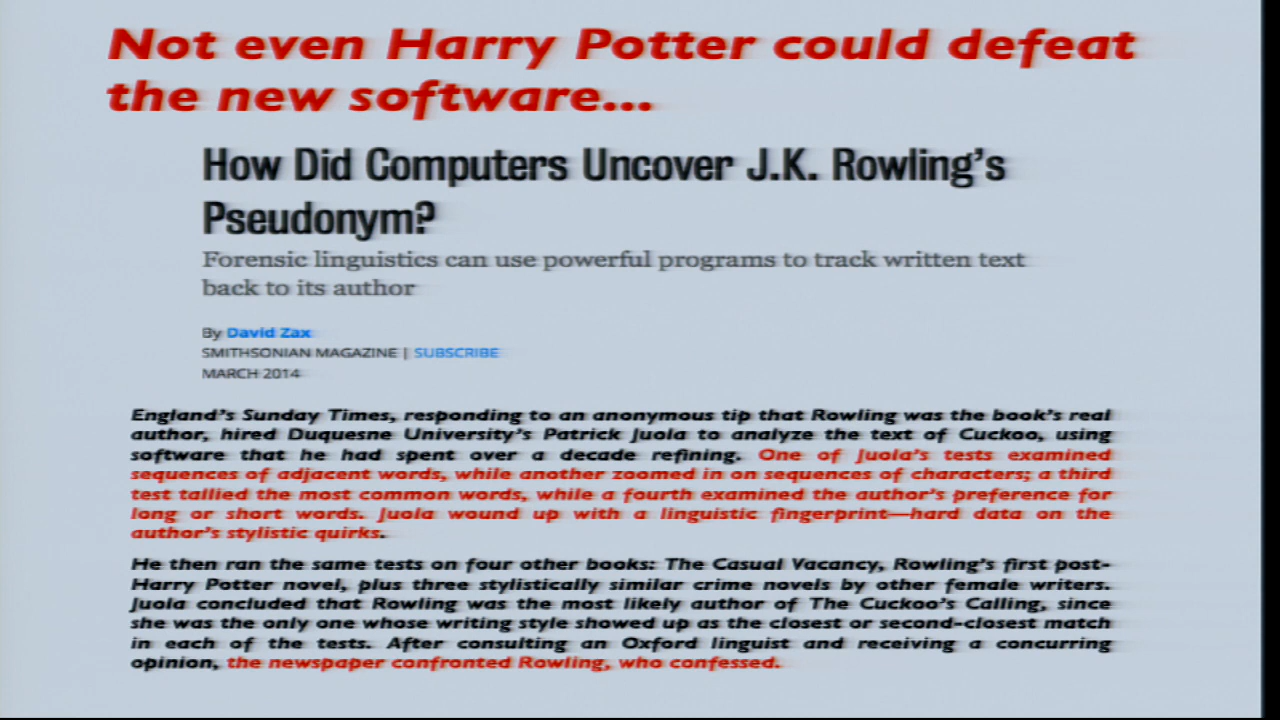 Not even Harry Potter could defeat
the new software...
How Did Computers Uncover J.K. Rowling's
Pseudonym?
Forensic linguistics can use powerful programs to track written text
back to its author
By David Zax
SMITHSONIAN MAGAZINE | SUBSCRIBE
MARCH 2014
England's Sunday Times, responding to an anonymous tip that Rowling was the book's real
author, hired Duquesne University's Patrick Juola to analyze the text of Cuckoo, using
software that he had spent over a decade refining. One of Juola's tests examined
sequences of adjacent words, while another zoomed in on sequences of characters; a third
test tallied the most common words, while a fourth examined the author's preference for
long or short words. Juola wound up with a linguistic fingerprint—hard data on the
author's stylistic quirks.
He then ran the same tests on four other books: The Casual Vacancy, Rowling's first post-
Harry Potter novel, plus three stylistically similar crime novels by other female writers.
Juola concluded that Rowling was the most likely author of The Cuckoo's Calling, since
she was the only one whose writing style showed up as the closest or second-closest match
in each of the tests. After consulting an Oxford linguist and receiving a concurring
opinion, the newspaper confronted Rowling, who confessed.